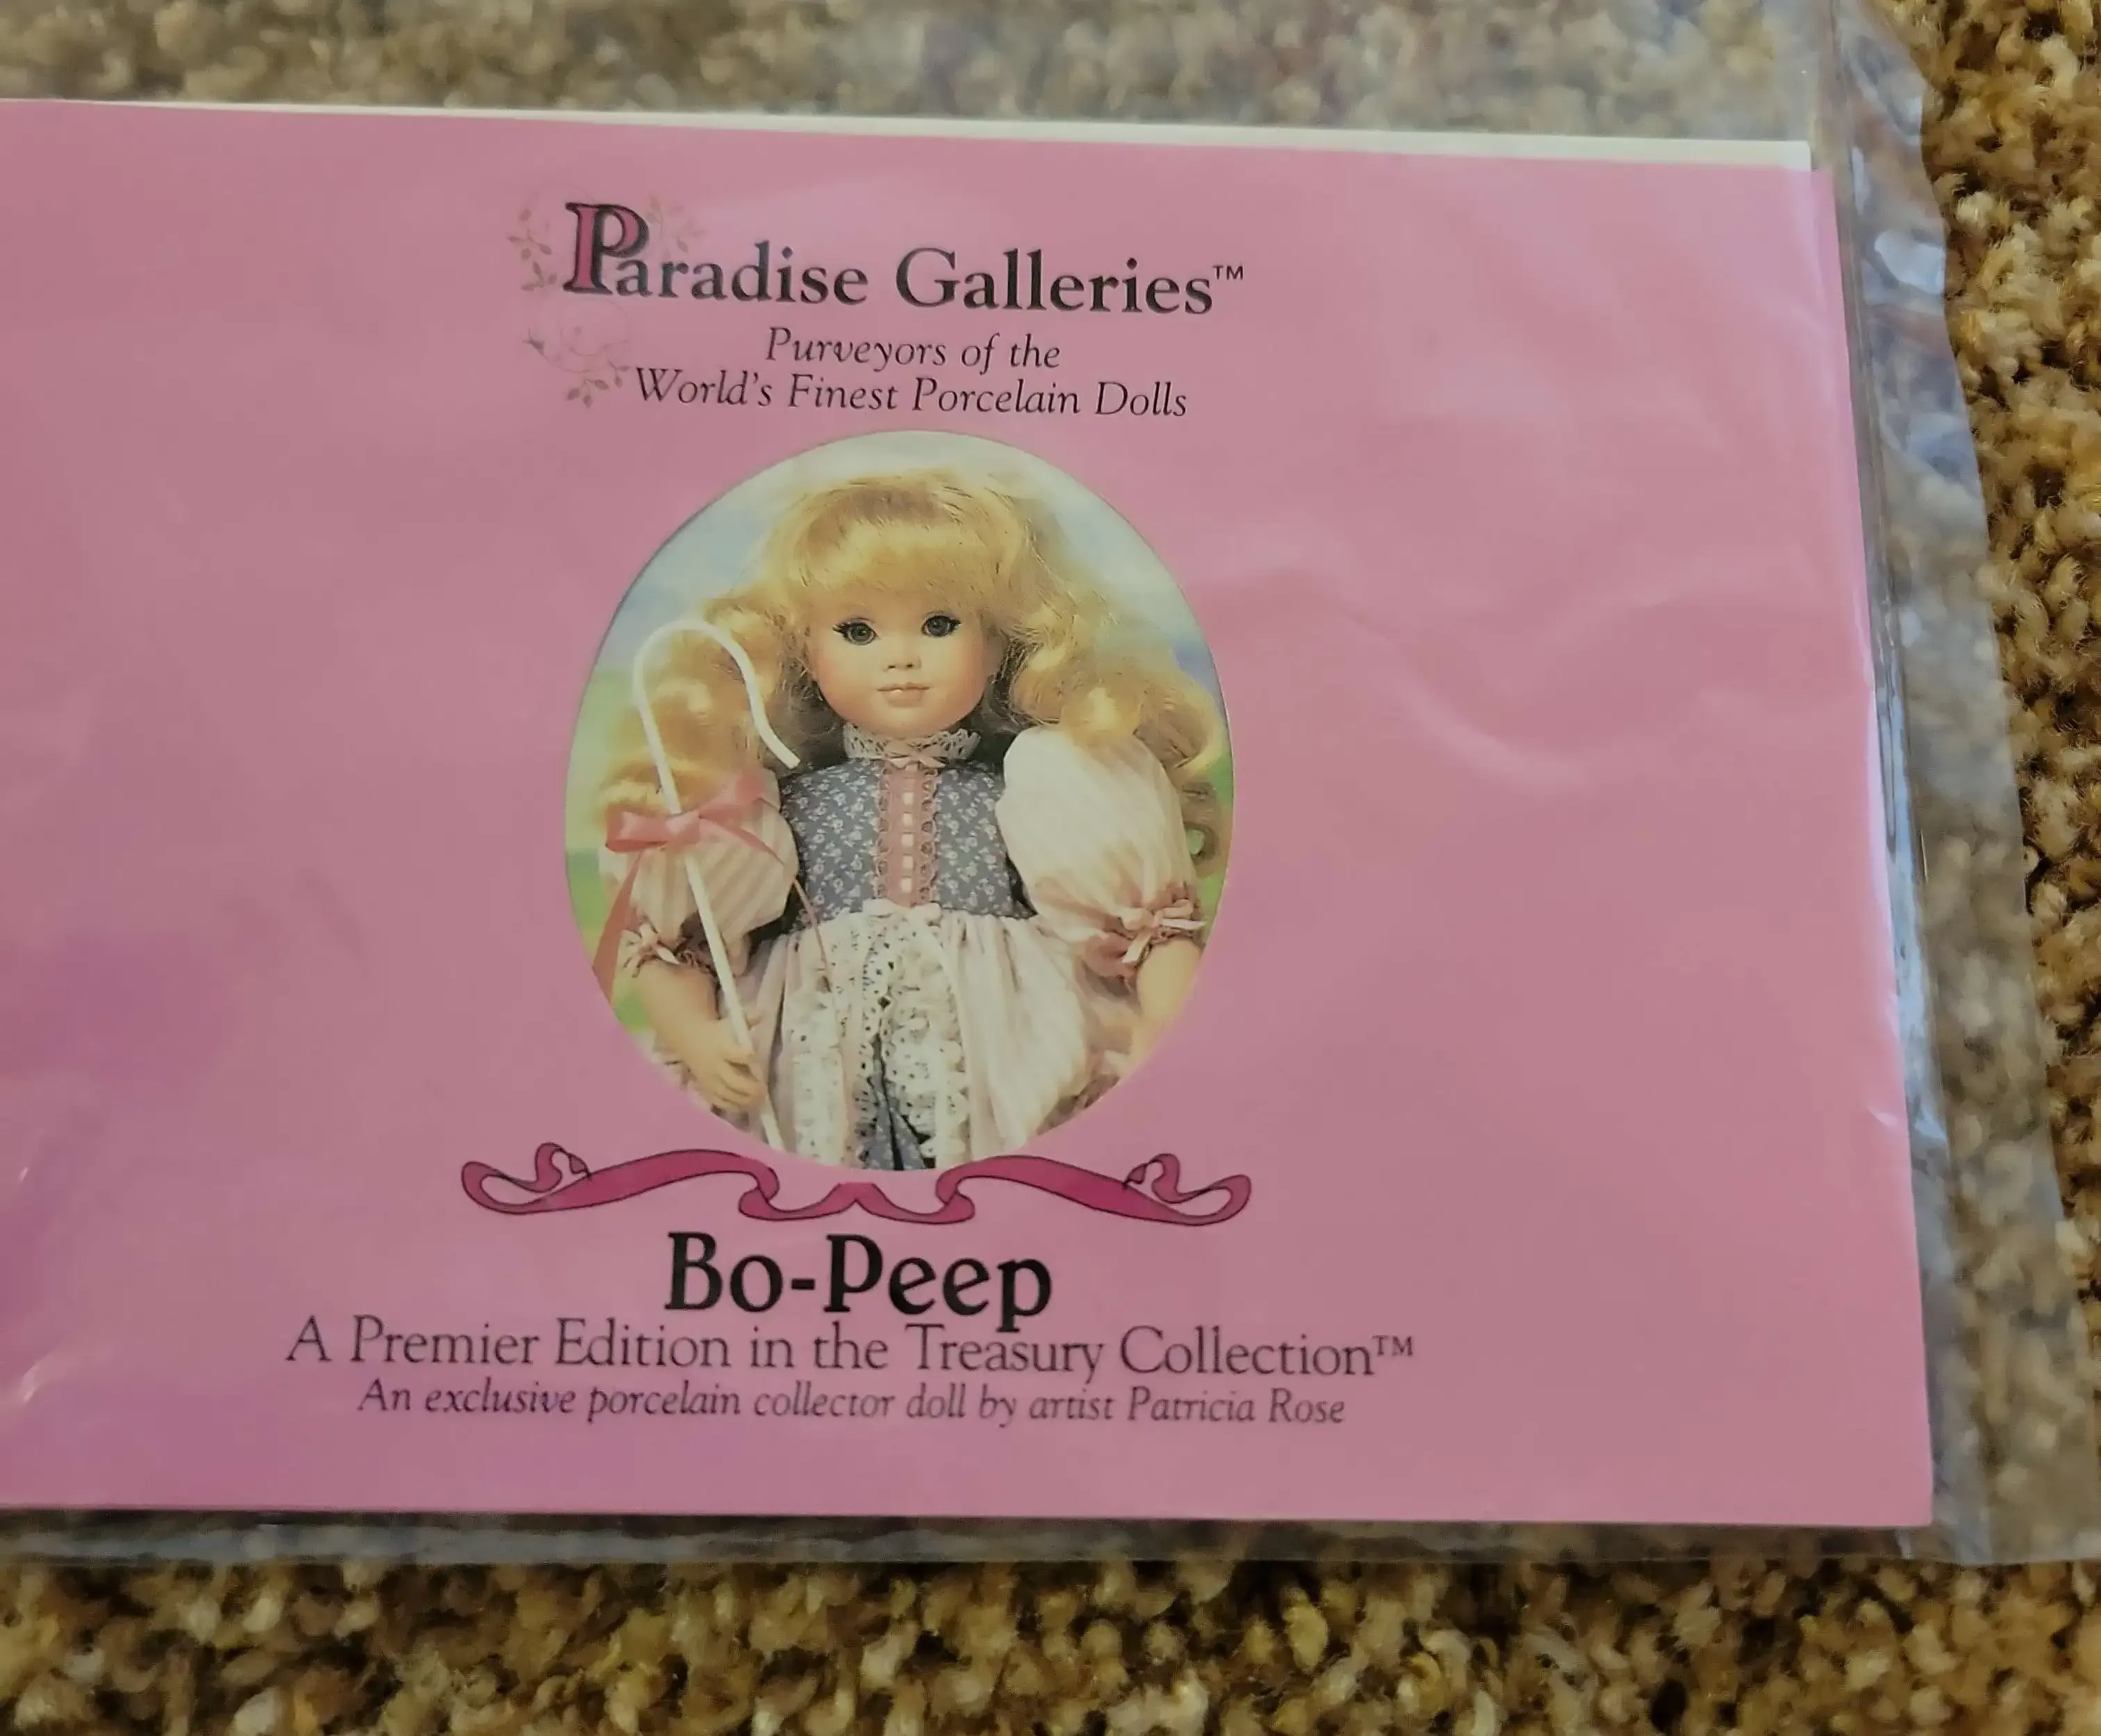 Paradise Galleries™
Purveyors of the
World's Finest Porcelain Dolls
Bo-Peep
A Premier Edition in the Treasury Collection™
An exclusive porcelain collector doll by artist Patricia Rose